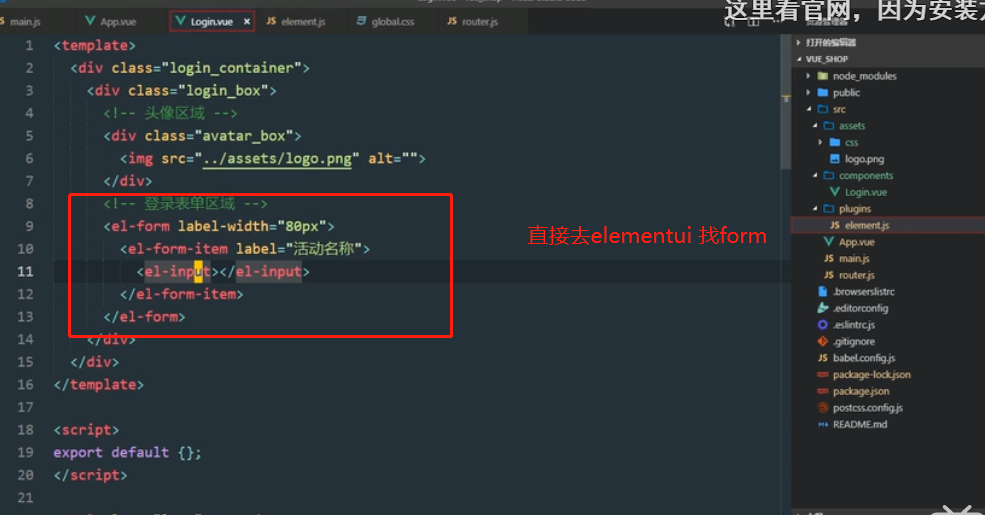 这里看官网，因为安装
main.js
App.vue
Login.vue ×
element.js
global.css
router.js
1 <template>
2 <div class="login_container">
3 <div class="login_box">
4 <!-- 头像区域 -->
5 <div class="avatar_box">
6 <img src="../assets/logo.png" alt="">
7 </div>
8 <!-- 登录表单区域 -->
9 <el-form label-width="80px">
10 <el-form-item label="活动名称">
11 <el-input></el-input>
12 </el-form-item>
13 </el-form>
14 </div>
15 </div>
16 </template>
17
18 <script>
19 export default {};
20 </script>
21
直接去elementui 找form
打开的编辑器
VUE_SHOP
node_modules
public
src
assets
css
logo.png
components
Login.vue
plugins
element.js
App.vue
main.js
router.js
.browserslistrc
.editorconfig
.eslintrc.js
.gitignore
babel.config.js
package-lock.json
package.json
postcss.config.js
README.md